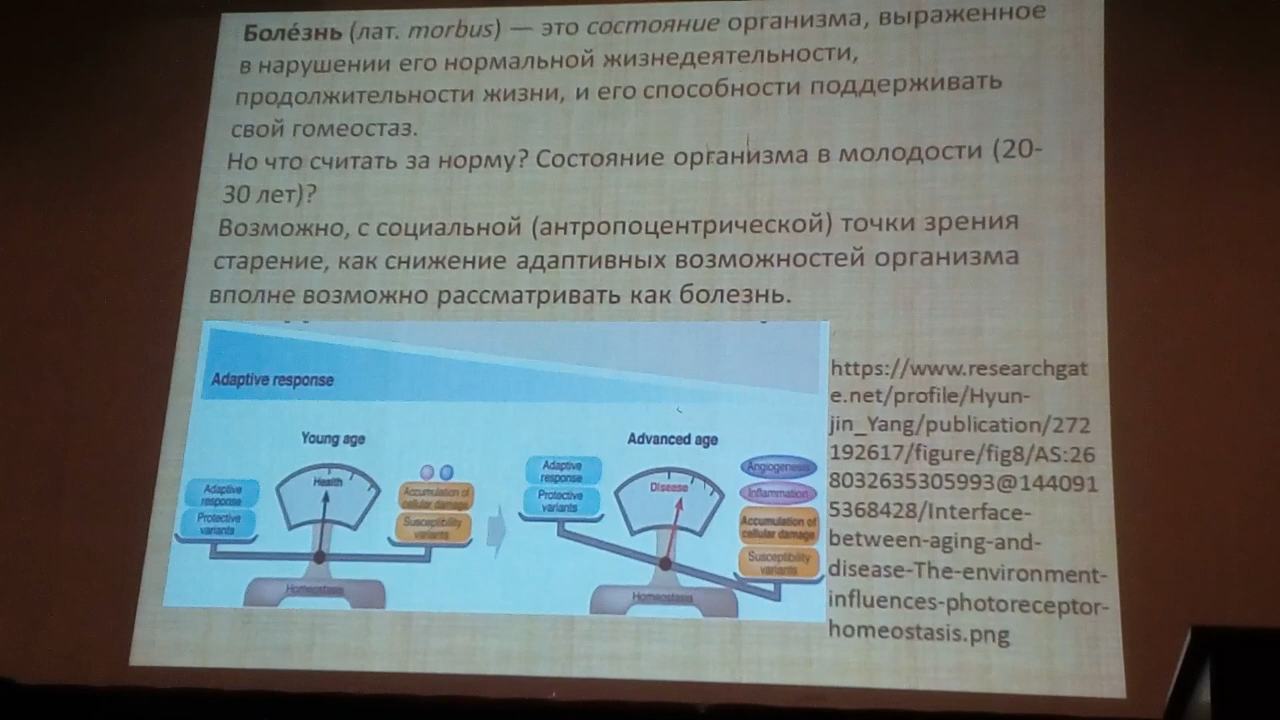 Боле́знь (лат. morbus) — это состояние организма, выраженное
в нарушении его нормальной жизнедеятельности,
продолжительности жизни, и его способности поддерживать
свой гомеостаз.
Но что считать за норму? Состояние организма в молодости (20-
30 лет)?
Возможно, с социальной (антропоцентрической) точки зрения
старение, как снижение адаптивных возможностей организма
вполне возможно рассматривать как болезнь.
Adaptive response
Young age
Health
Adaptive
response
Protective
variants
Accumulation of
cellular damage
Susceptibility
variants
Homeostasis
Advanced age
Disease
Adaptive
response
Protective
variants
Angiogenesis
Inflammation
Accumulation of
cellular damage
Susceptibility
variants
Homeostasis
https://www.researchgat
e.net/profile/Hyun-
jin_Yang/publication/272
192617/figure/fig8/AS:26
8032635305993@144091
5368428/Interface-
between-aging-and-
disease-The-environment-
influences-photoreceptor-
homeostasis.png